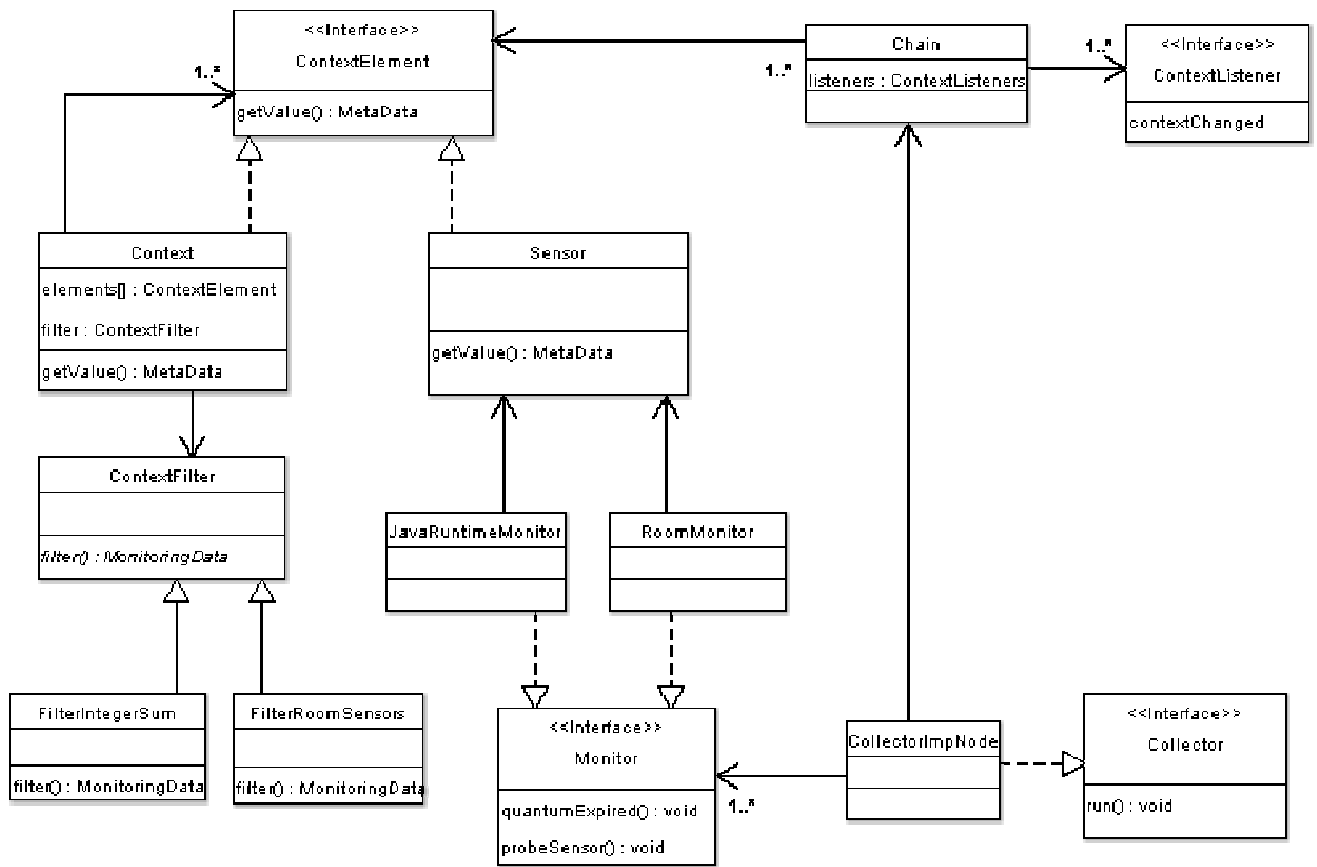 <<Interface>>
ContextElement
getValue() : MetaData
1..*
Chain
listeners : ContextListeners
1..*
1..*
<<Interface>>
ContextListener
contextChanged
Context
elements[] : ContextElement
filter : ContextFilter
getValue() : MetaData
Sensor
getValue() : MetaData
ContextFilter
filter() : MonitoringData
JavaRuntimeMonitor
RoomMonitor
FilterIntegerSum
filter() : MonitoringData
FilterRoomSensors
filter() : MonitoringData
<<Interface>>
Monitor
quantumExpired() : void
probeSensor() : void
1..*
CollectorImpNode
<<Interface>>
Collector
run() : void